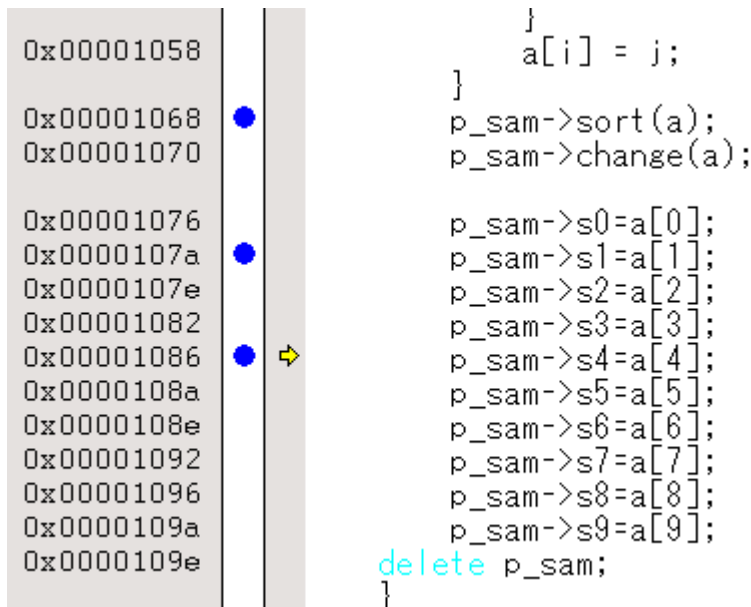 }
0x00001058 a[i] = j;
}
0x00001068 p_sam->sort(a);
0x00001070 p_sam->change(a);
0x00001076 p_sam->s0=a[0];
0x0000107a p_sam->s1=a[1];
0x0000107e p_sam->s2=a[2];
0x00001082 p_sam->s3=a[3];
0x00001086 p_sam->s4=a[4];
0x0000108a p_sam->s5=a[5];
0x0000108e p_sam->s6=a[6];
0x00001092 p_sam->s7=a[7];
0x00001096 p_sam->s8=a[8];
0x0000109a p_sam->s9=a[9];
0x0000109e delete p_sam;
}